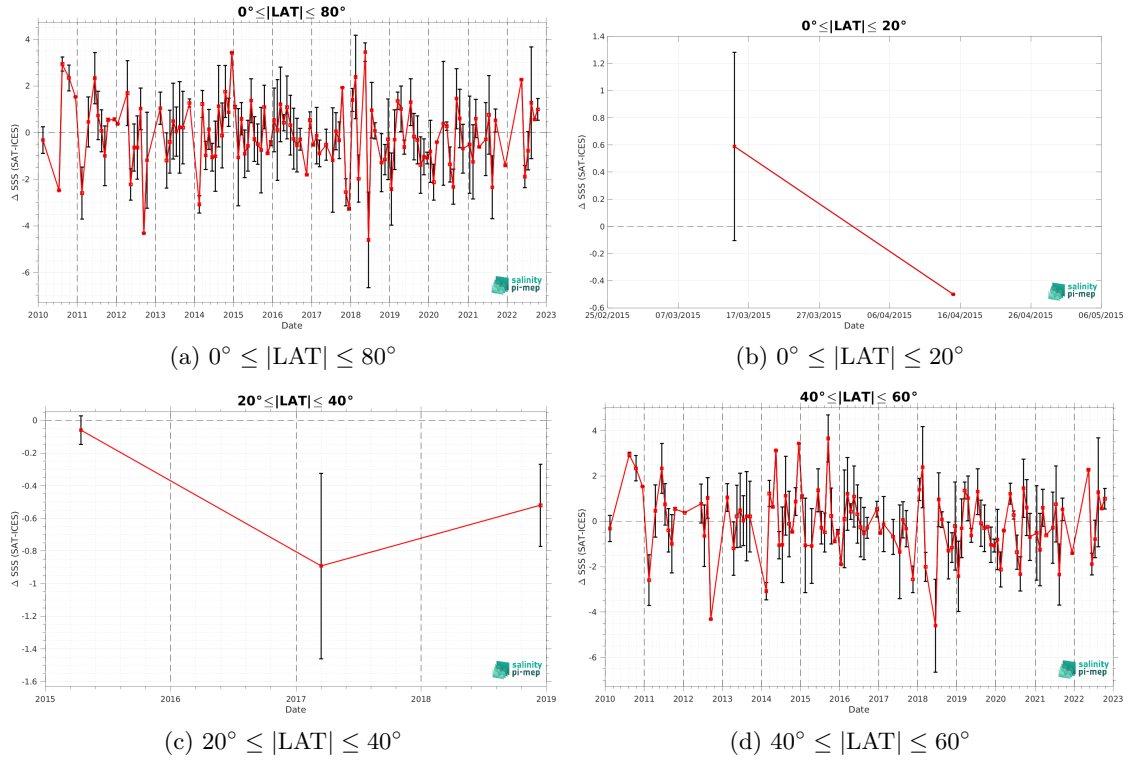 0°≤|LAT|≤ 80°
Δ SSS (SAT-ICES)
4
2
0
-2
-4
-6
2010 2011 2012 2013 2014 2015 2016 2017 2018 2019 2020 2021 2022 2023
Date
salinity
pi-mep
(a) 0° ≤ |LAT| ≤ 80°
0°≤|LAT|≤ 20°
Δ SSS (SAT-ICES)
1.4
1.2
1
0.8
0.6
0.4
0.2
0
-0.2
-0.4
-0.6
25/02/2015 07/03/2015 17/03/2015 27/03/2015 06/04/2015 16/04/2015 26/04/2015 06/05/2015
Date
salinity
pi-mep
(b) 0° ≤ |LAT| ≤ 20°
20°≤|LAT|≤ 40°
Δ SSS (SAT-ICES)
0
-0.2
-0.4
-0.6
-0.8
-1
-1.2
-1.4
-1.6
2015 2016 2017 2018 2019
Date
salinity
pi-mep
(c) 20° ≤ |LAT| ≤ 40°
40°≤|LAT|≤ 60°
Δ SSS (SAT-ICES)
4
2
0
-2
-4
-6
2010 2011 2012 2013 2014 2015 2016 2017 2018 2019 2020 2021 2022 2023
Date
salinity
pi-mep
(d) 40° ≤ |LAT| ≤ 60°